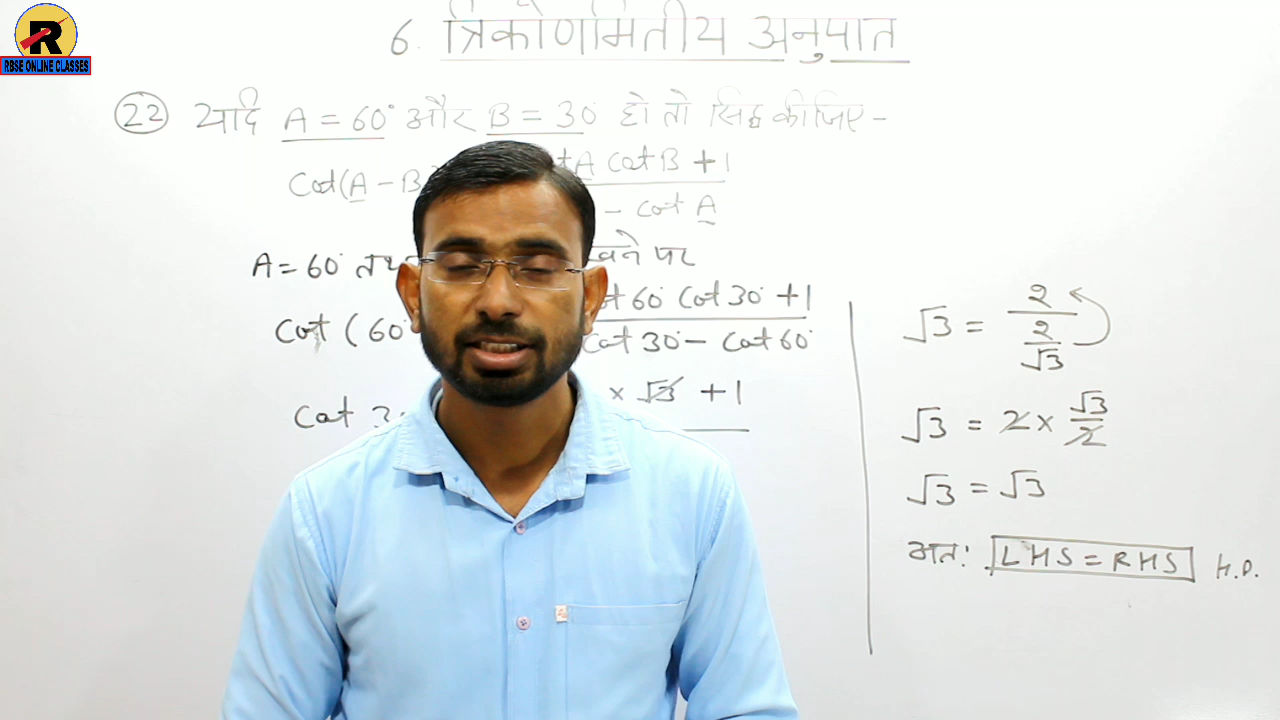 R
RBSE ONLINE CLASSES
6. त्रिकोणमितीय अनुपात
22 यदि A = 60° और B = 30° हो तो सिद्ध कीजिए -
Cot(A - B
A Cot B + 1
- cot A
A = 60°
पर
Cot (60°
ot 60° Cot 30° + 1
Cot 30° - Cot 60°
Cot 3
× √3 + 1
√3 = 2 / (2/√3)
√3 = 2 × √3/2
√3 = √3
अतः LHS = RHS H.P.